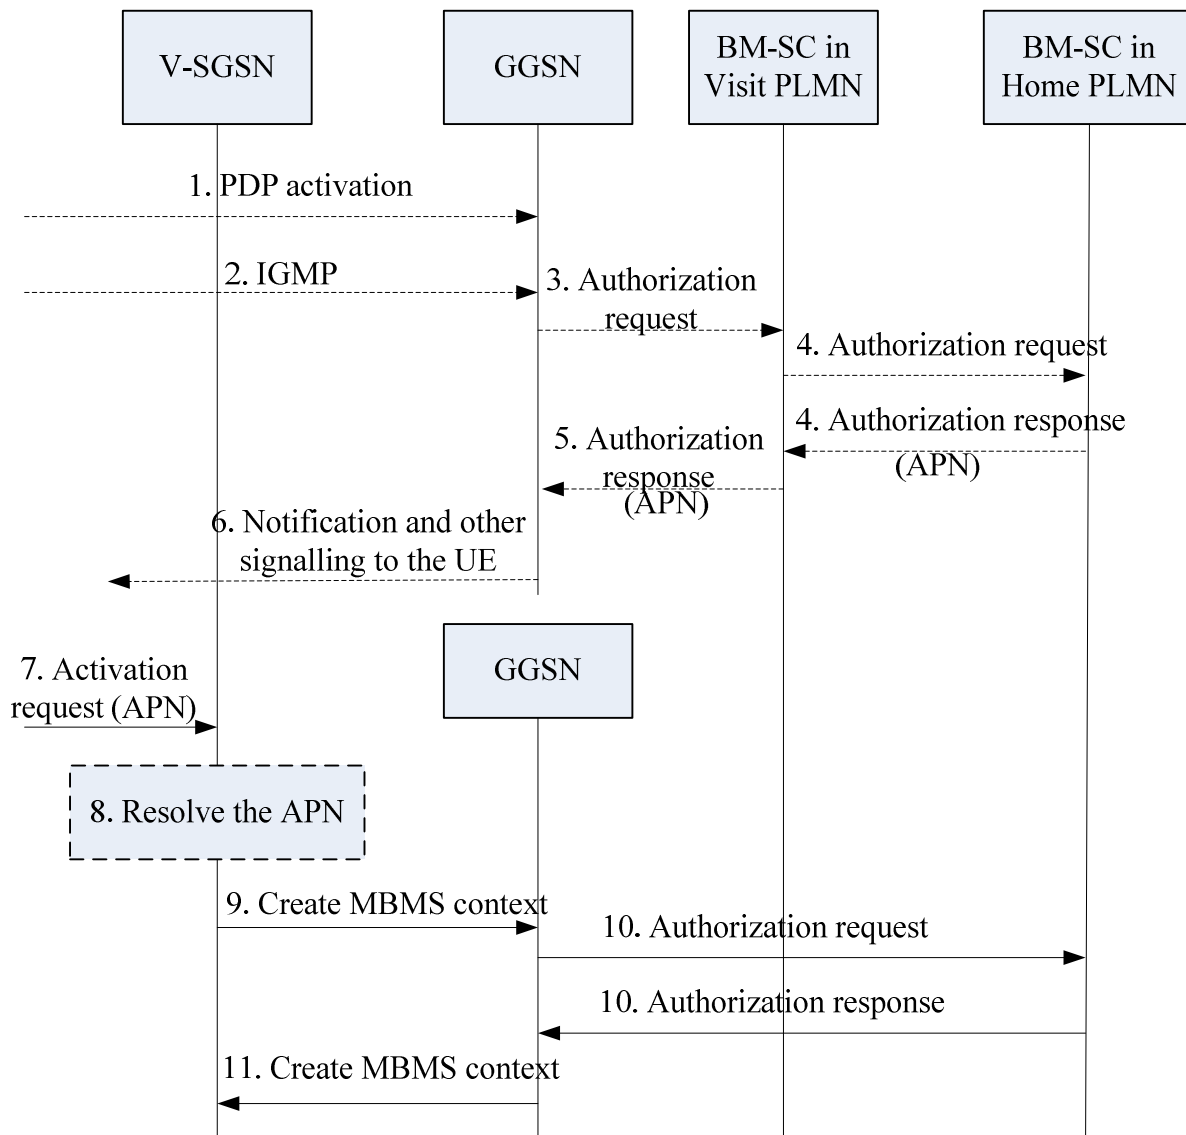 V-SGSN
GGSN
BM-SC in
Visit PLMN
BM-SC in
Home PLMN
1. PDP activation
2. IGMP
3. Authorization
request
4. Authorization request
4. Authorization response
(APN)
5. Authorization
response
(APN)
6. Notification and other
signalling to the UE
GGSN
7. Activation
request (APN)
8. Resolve the APN
9. Create MBMS context
10. Authorization request
10. Authorization response
11. Create MBMS context